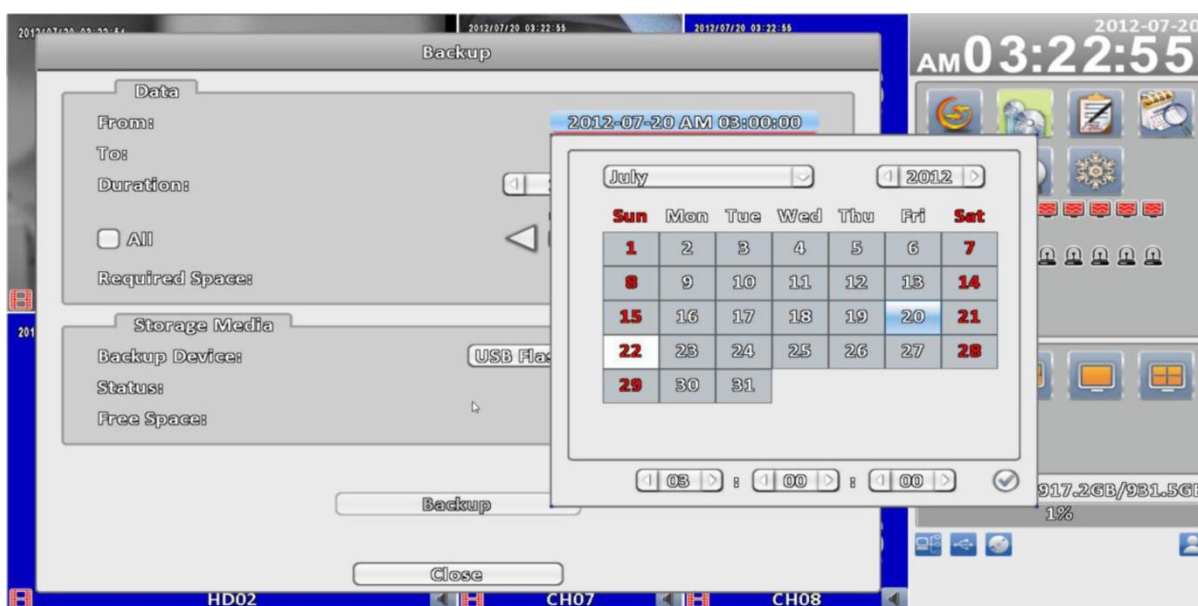 2012/07/20 03:22:55
2012/07/20 03:22:55
2012-07-20
AM 03:22:55
Backup
Data
From:
2012-07-20 AM 03:00:00
To:
Duration:
All
Required Space:
July
2012
Sun Mon Tue Wed Thu Fri Sat
1 2 3 4 5 6 7
8 9 10 11 12 13 14
15 16 17 18 19 20 21
22 23 24 25 26 27 28
29 30 31
03 : 00 : 00
Storage Media
Backup Device:
USB Flas
Status:
Free Space:
Backup
Close
917.2GB/931.5GB
1%
HD02
CH07
CH08